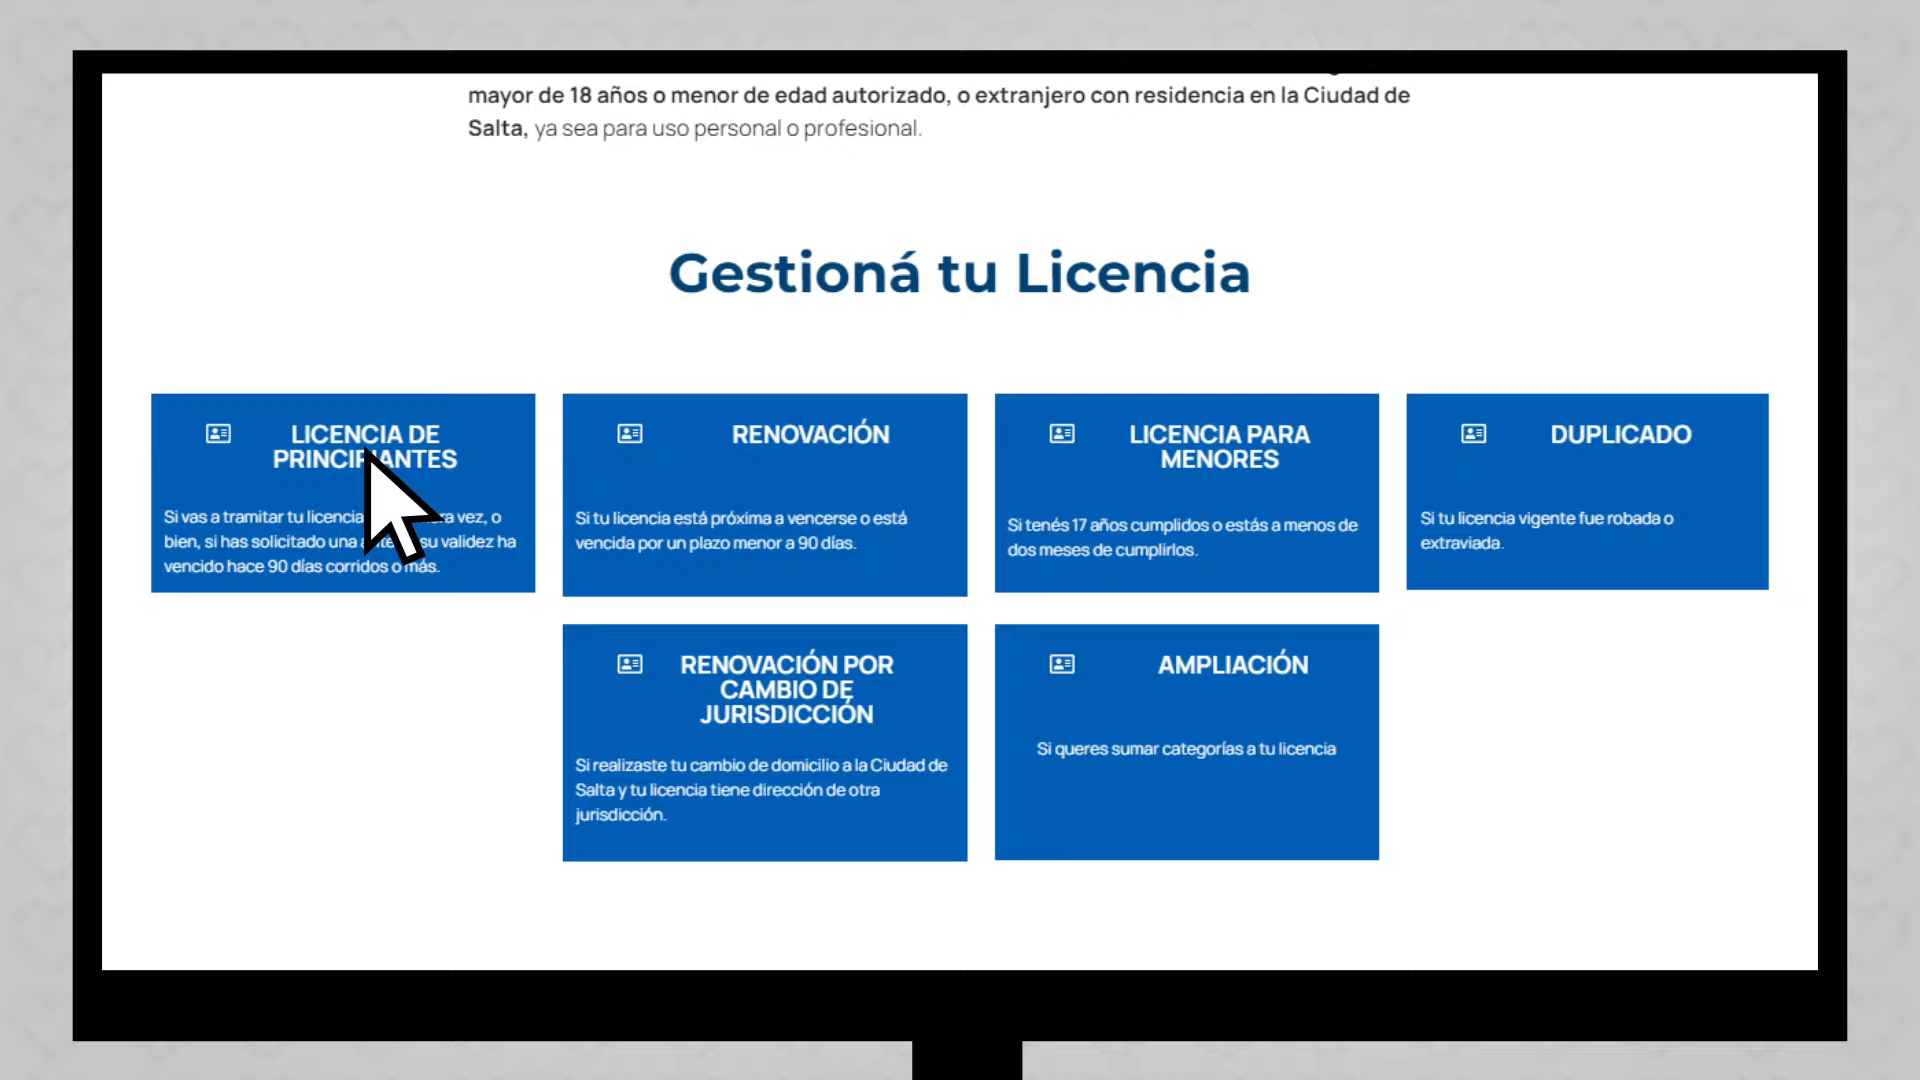 mayor de 18 años o menor de edad autorizado, o extranjero con residencia en la Ciudad de
Salta, ya sea para uso personal o profesional.
Gestioná tu Licencia
LICENCIA DE
PRINCIPIANTES
Si vas a tramitar tu licencia vez, o
bien, si has solicitado una su validez ha
vencido hace 90 días corridos o más.
RENOVACIÓN
Si tu licencia está próxima a vencerse o está
vencida por un plazo menor a 90 días.
LICENCIA PARA
MENORES
Si tenés 17 años cumplidos o estás a menos de
dos meses de cumplirlos.
DUPLICADO
Si tu licencia vigente fue robada o
extraviada.
RENOVACIÓN POR
CAMBIO DE
JURISDICCIÓN
Si realizaste tu cambio de domicilio a la Ciudad de
Salta y tu licencia tiene dirección de otra
jurisdicción.
AMPLIACIÓN
Si queres sumar categorías a tu licencia